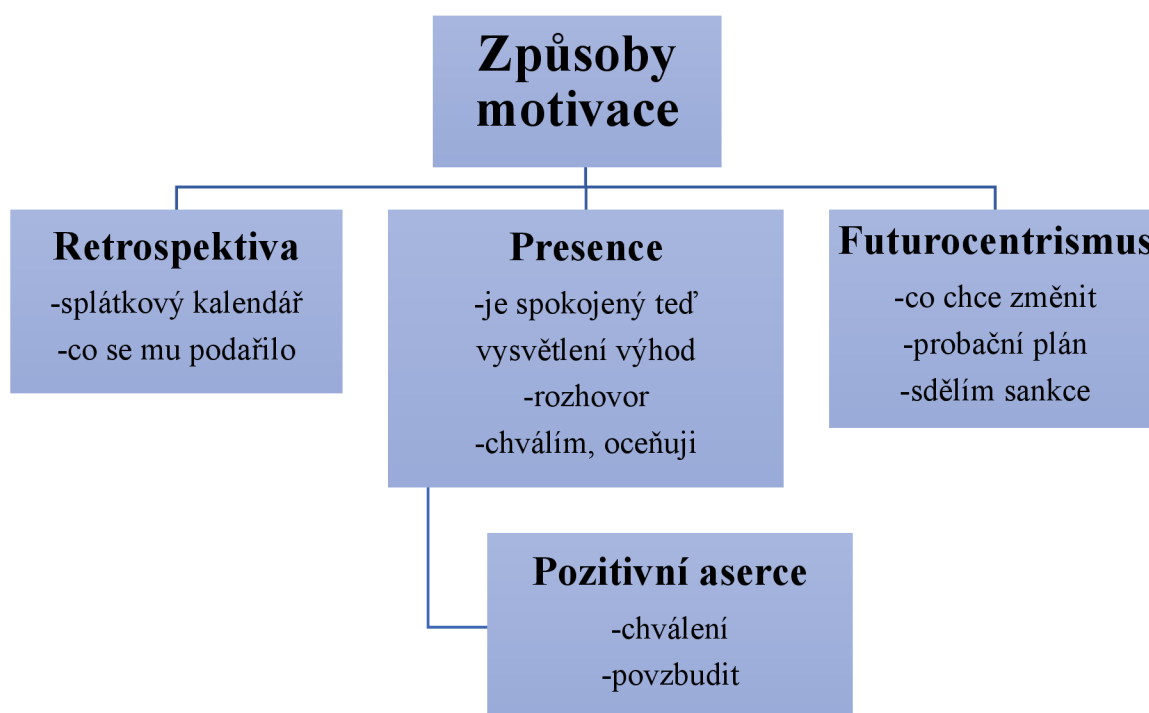 Způsoby
motivace
Retrospektiva
-splátkový kalendář
-co se mu podařilo
Presence
-je spokojený teď
vysvětlení výhod
-rozhovor
-chválím, oceňuji
Futurocentrismus
-co chce změnit
-probační plán
-sdělím sankce
Pozitivní aserce
-chválení
-povzbudit